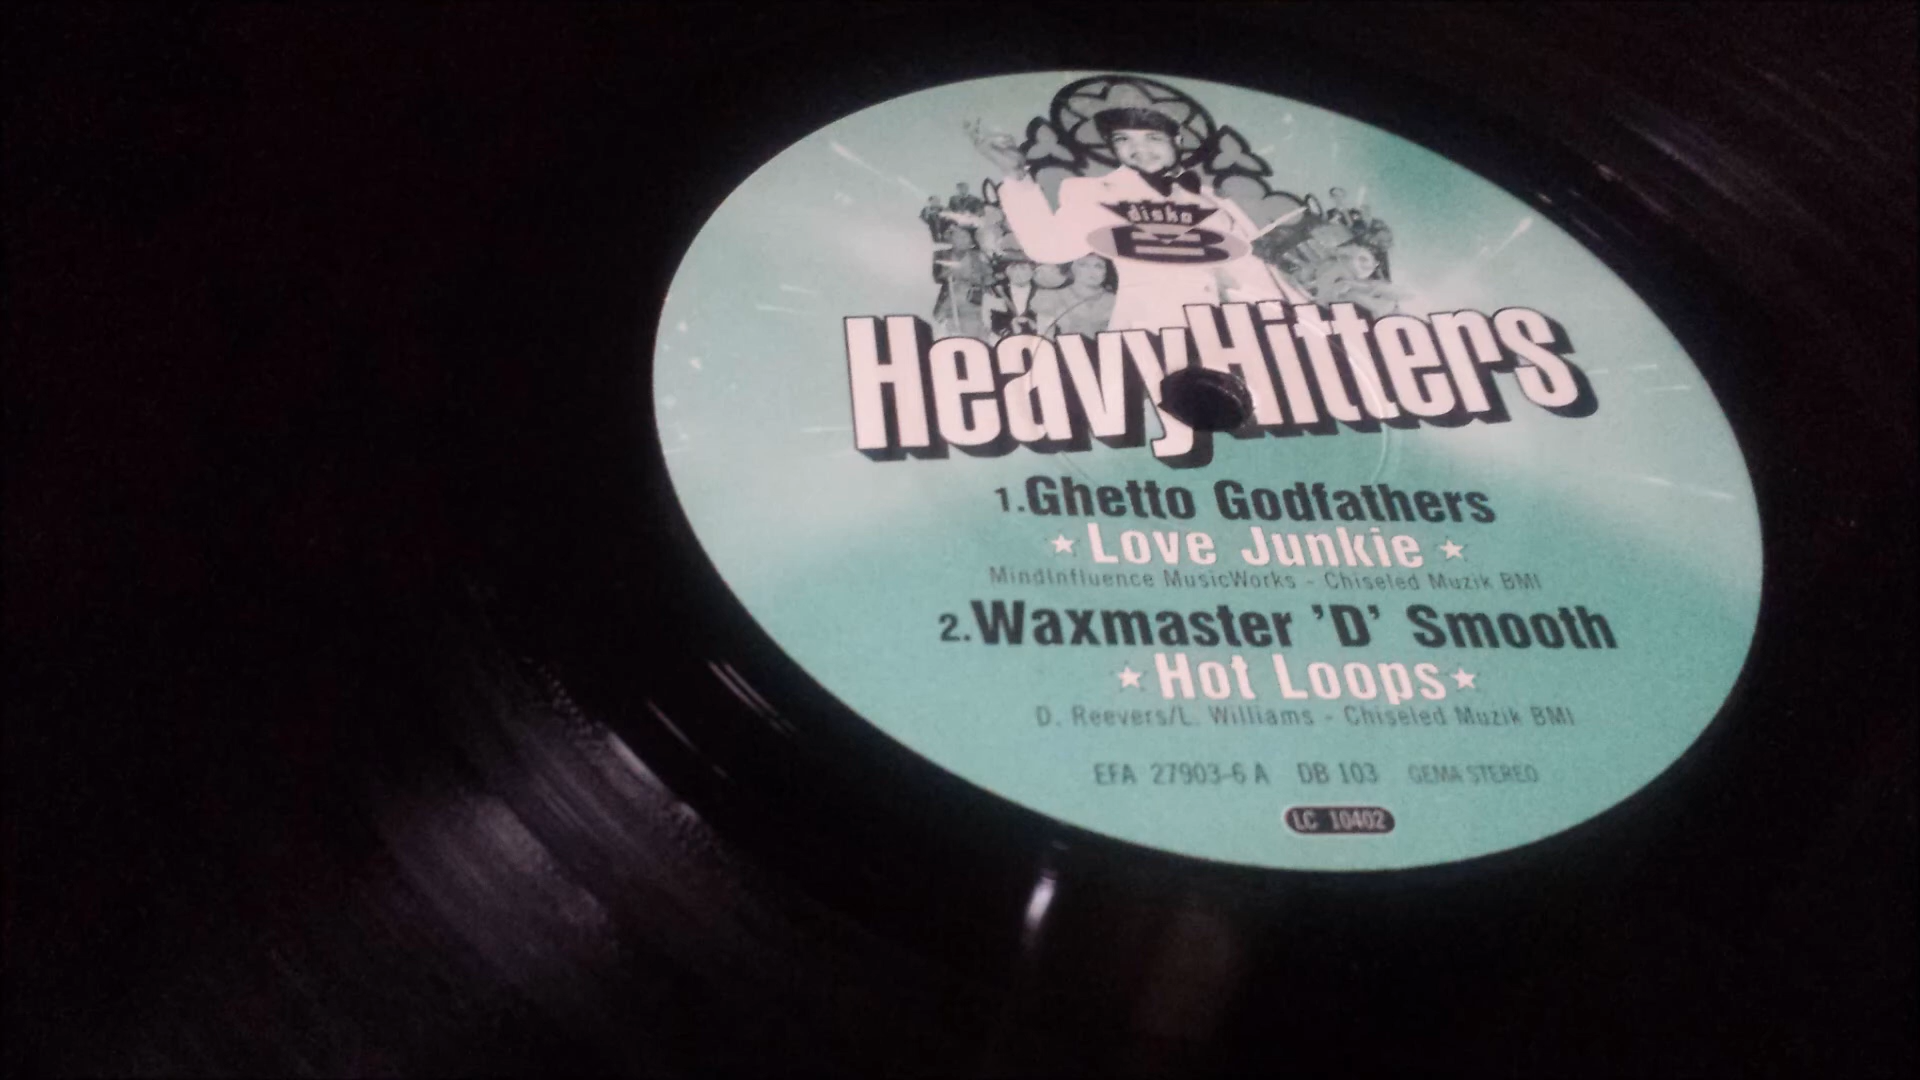 disko
B
HeavyHitters
1.Ghetto Godfathers
★ Love Junkie ★
MindInfluence MusicWorks - Chiseled Muzik BMI
2.Waxmaster 'D' Smooth
★ Hot Loops ★
D. Reevers/L. Williams - Chiseled Muzik BMI
EFA 27903-6 A DB 103 GEMA STEREO
LC 10402